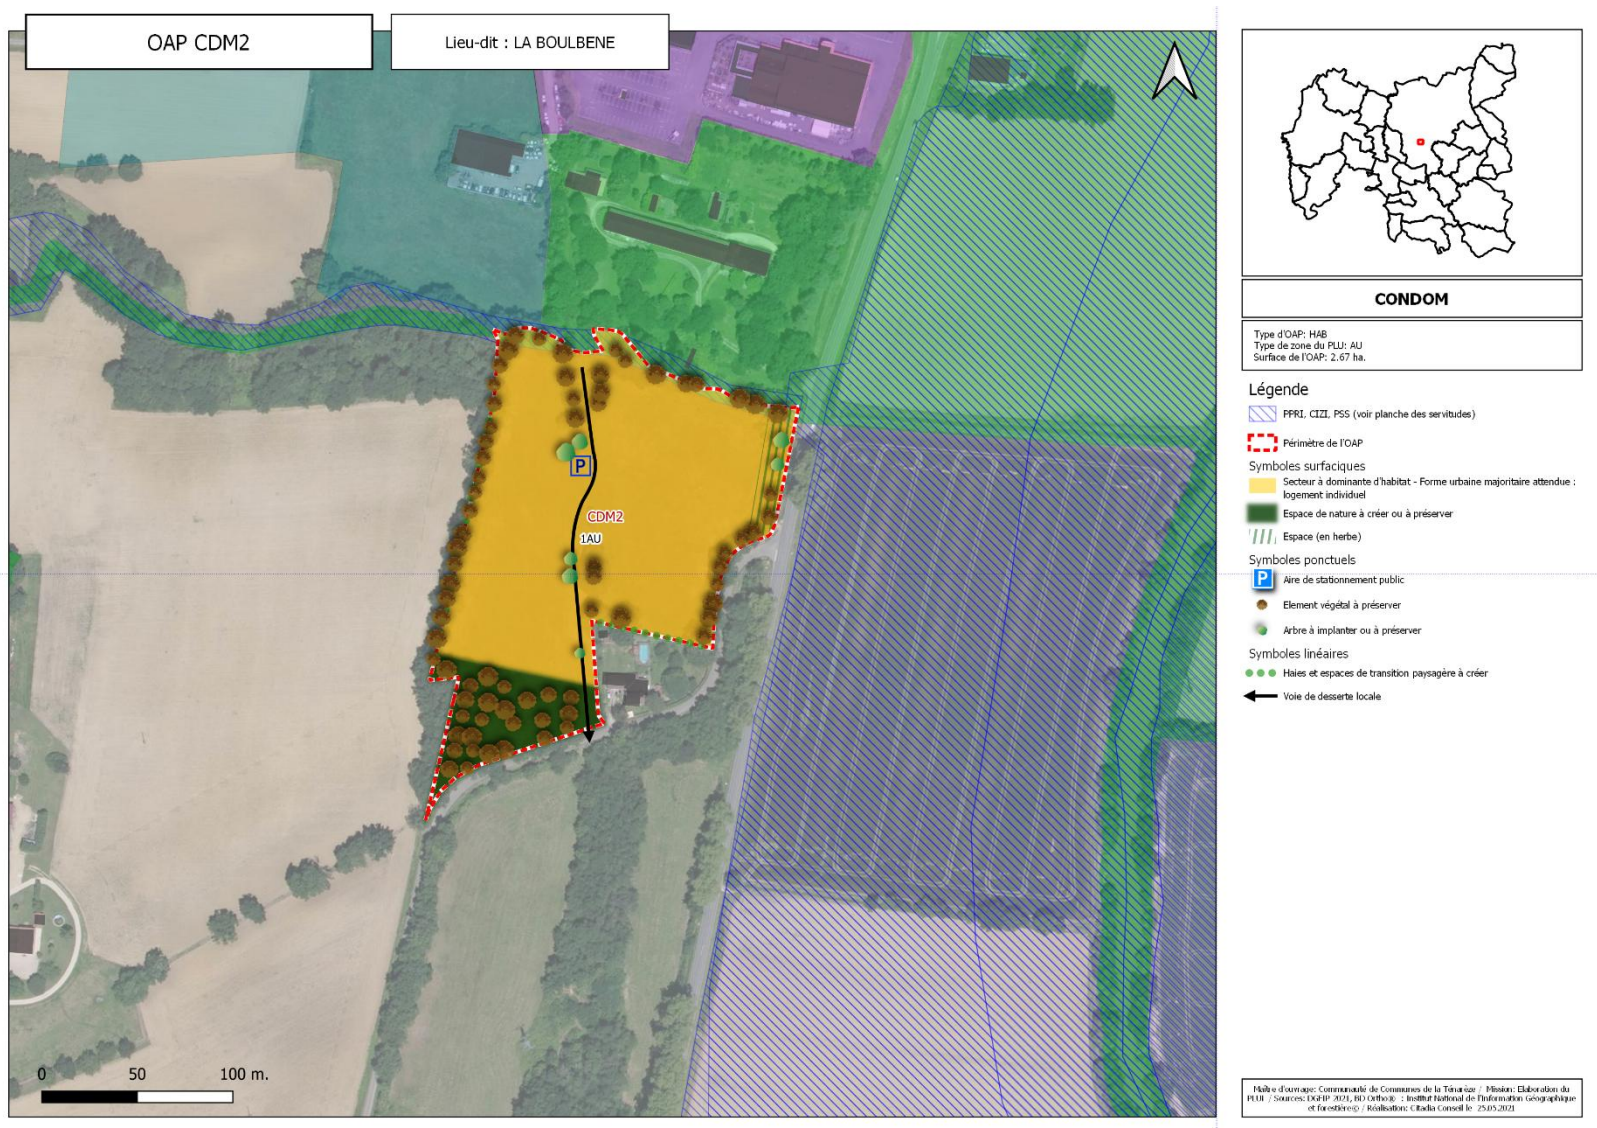 OAP CDM2
Lieu-dit : LA BOULBENE
P
CDM2
1AU
0 50 100 m.
CONDOM
Type d'OAP: HAB
Type de zone du PLU: AU
Surface de l'OAP: 2.67 ha.
Légende
PPRI, CIZI, PSS (voir planche des servitudes)
Périmètre de l'OAP
Symboles surfaciques
Secteur à dominante d'habitat - Forme urbaine majoritaire attendue :
logement individuel
Espace de nature à créer ou à préserver
Espace (en herbe)
Symboles ponctuels
P Aire de stationnement public
Element végétal à préserver
Arbre à implanter ou à préserver
Symboles linéaires
Haies et espaces de transition paysagère à créer
Voie de desserte locale
Maître d'ouvrage: Communauté de Communes de la Ténarèze / Mission: Elaboration du
PLUI / Sources: DGFIP 2021, BD Ortho® : Institut National de l'Information Géographique
et forestière© / Réalisation: Citadia Conseil le 25.05.2021